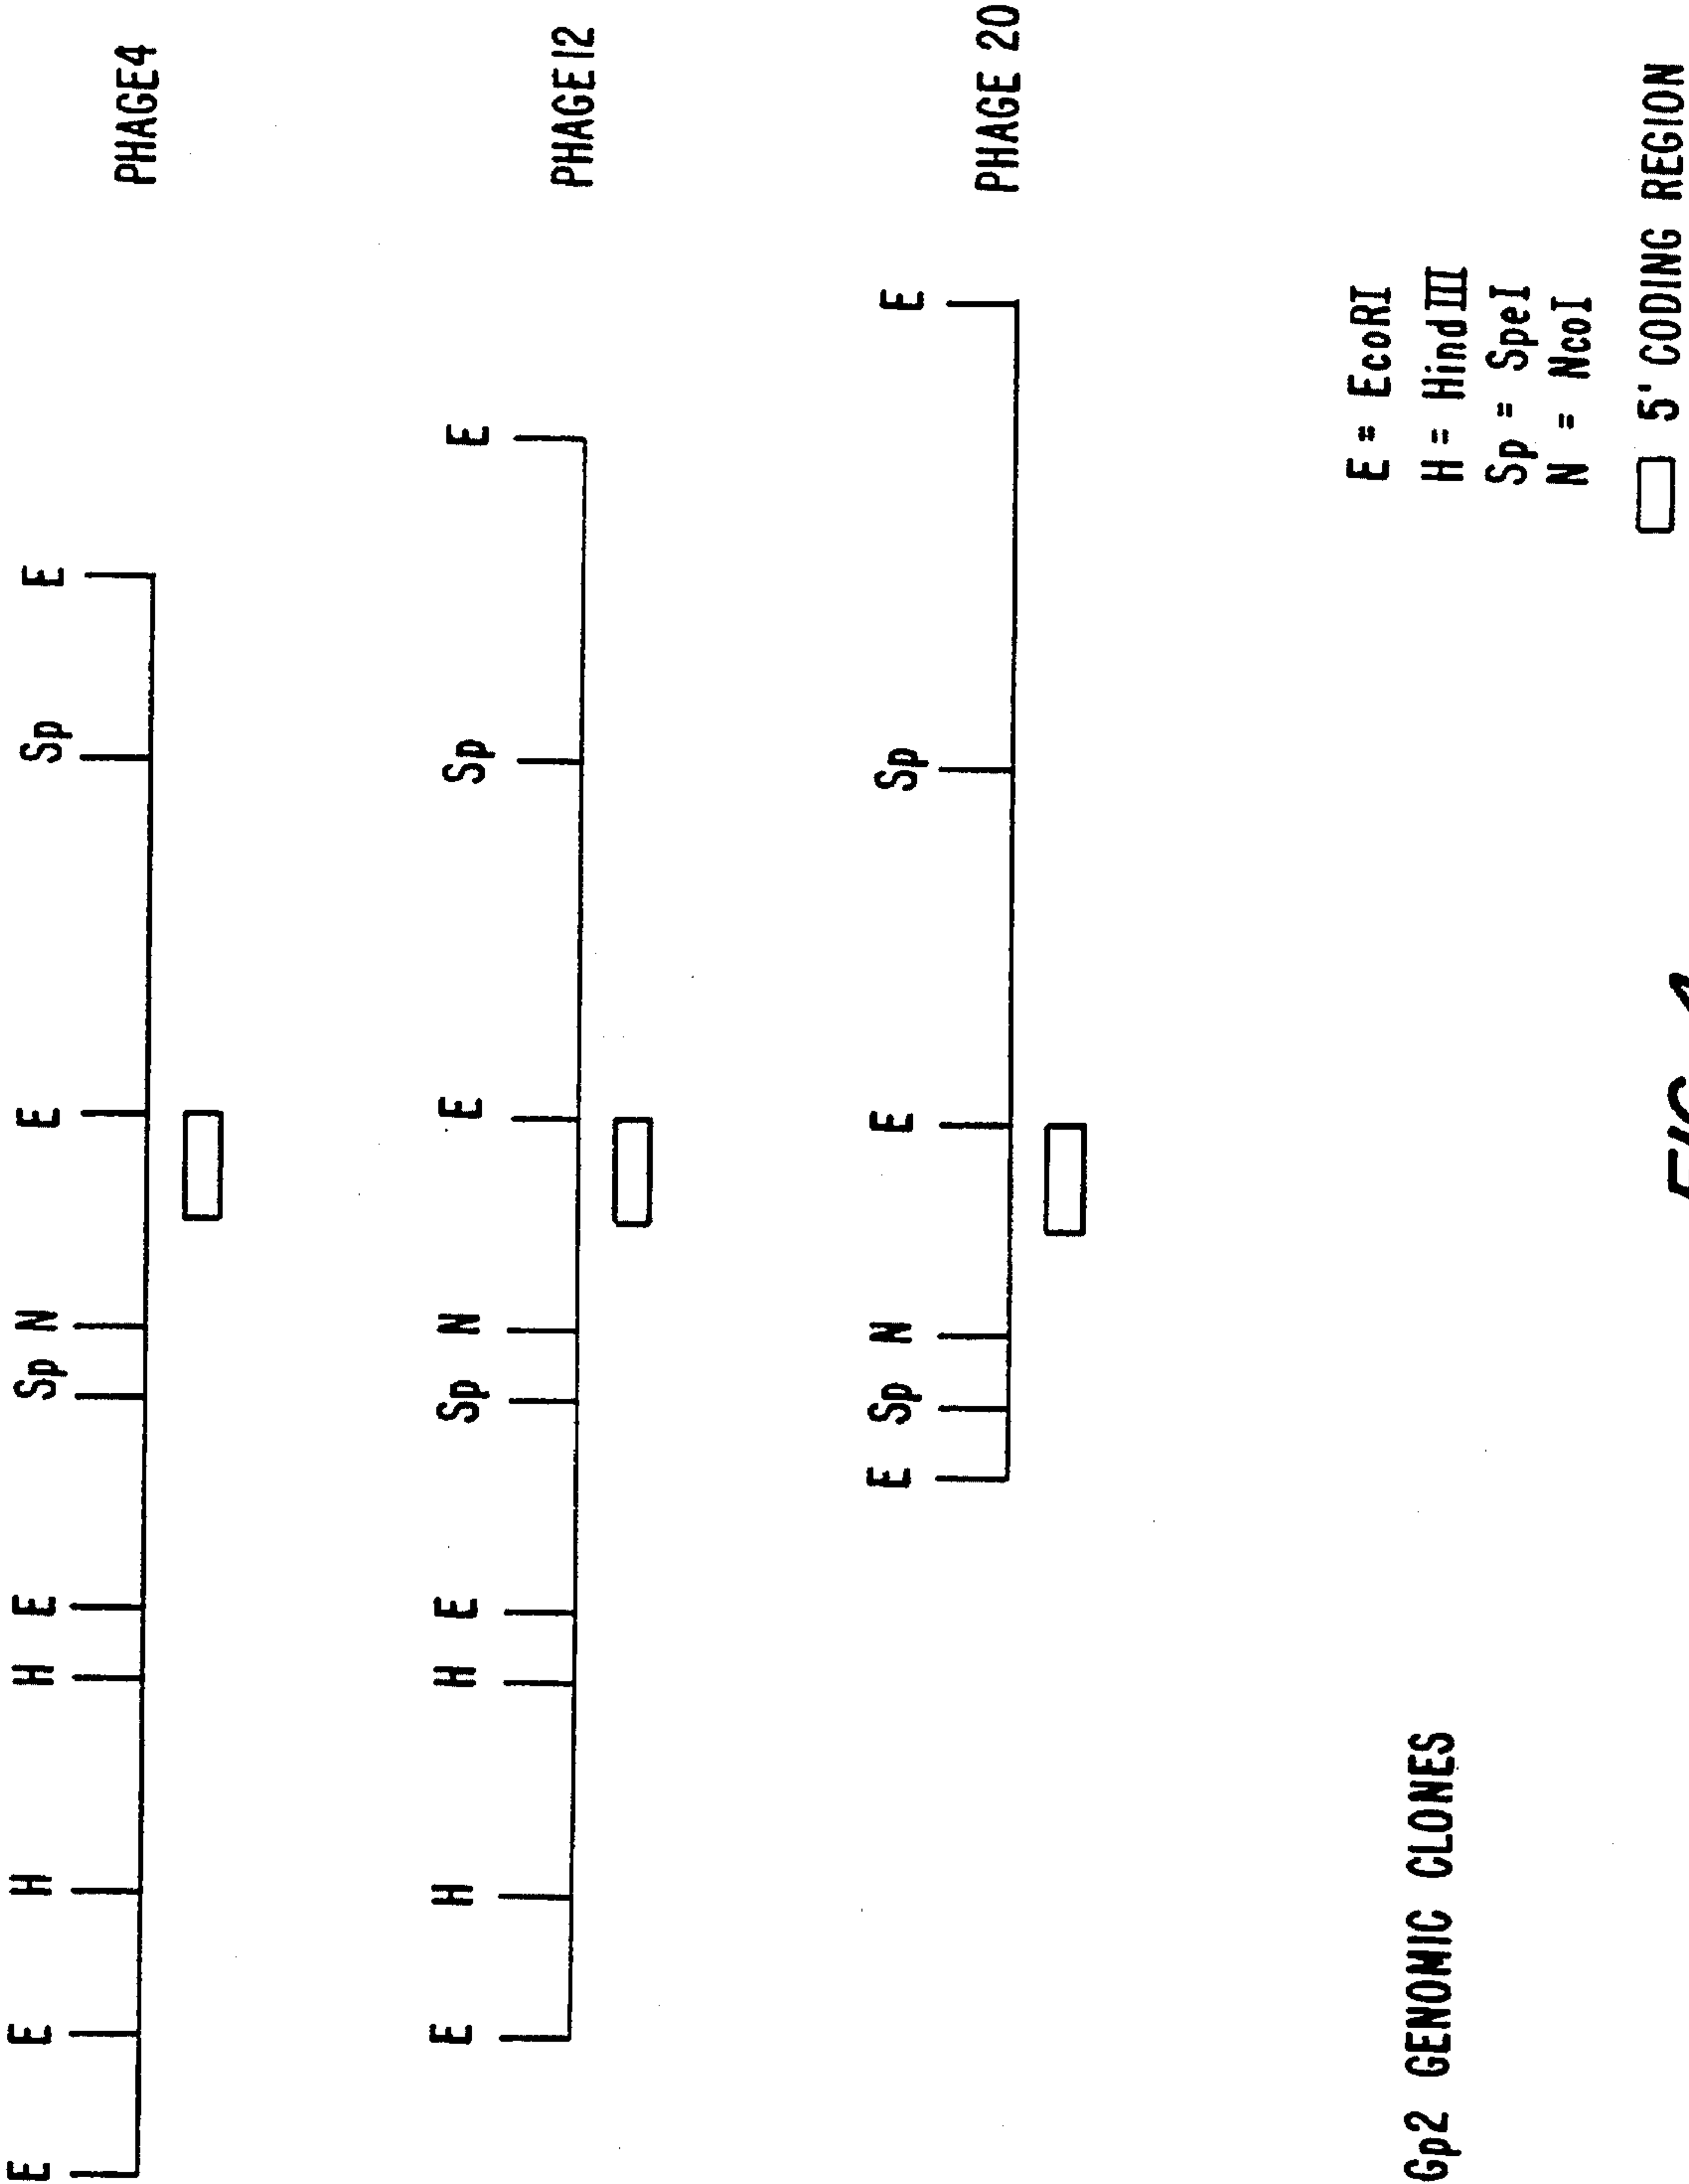 E E H H E Sp N E Sp E
PHAGE4
E H H E Sp N E Sp E
PHAGE12
E Sp N E Sp E
PHAGE 20
Gp2 GENOMIC CLONES
E = EcoRI
H = HindIII
Sp = SpeI
N = NcoI
5' CODING REGION
FIG.